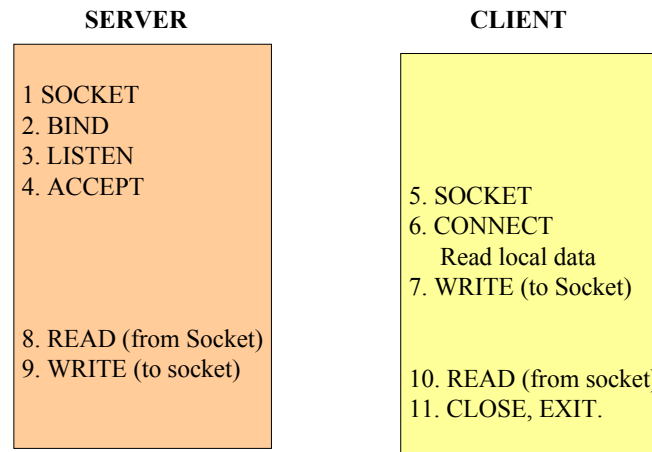 SERVER
1 SOCKET
2. BIND
3. LISTEN
4. ACCEPT
8. READ (from Socket)
9. WRITE (to socket)
CLIENT
5. SOCKET
6. CONNECT
Read local data
7. WRITE (to Socket)
10. READ (from socket)
11. CLOSE, EXIT.